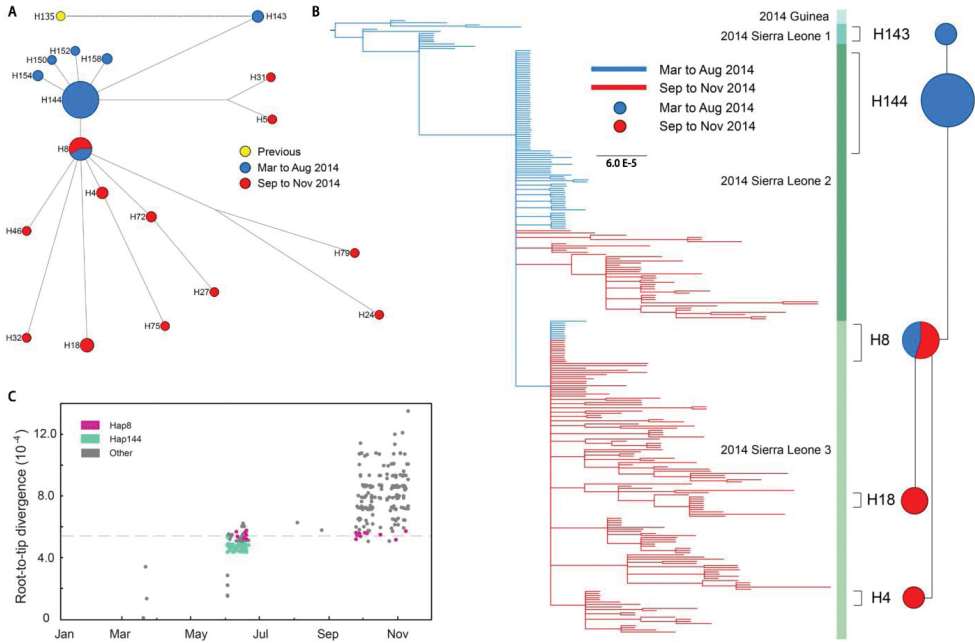 A
H135
H143
H152
H150
H158
H154
H144
H31
H5
H8
Previous
Mar to Aug 2014
Sep to Nov 2014
H4
H46
H72
H79
H27
H24
H75
H32
H18
B
2014 Guinea
2014 Sierra Leone 1
H143
Mar to Aug 2014
Sep to Nov 2014
Mar to Aug 2014
Sep to Nov 2014
H144
6.0 E-5
2014 Sierra Leone 2
H8
2014 Sierra Leone 3
H18
H4
C
Root-to-tip divergence (10⁻⁴)
12.0
8.0
4.0
0
Hap8
Hap144
Other
Jan Mar May Jul Sep Nov